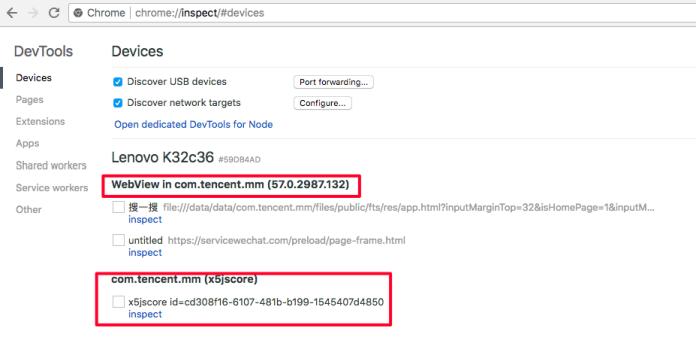 Chrome chrome://inspect/#devices
DevTools
Devices
Pages
Extensions
Apps
Shared workers
Service workers
Other
Devices
Discover USB devices Port forwarding...
Discover network targets Configure...
Open dedicated DevTools for Node
Lenovo K32c36 #59D84AD
WebView in com.tencent.mm (57.0.2987.132)
搜一搜 file:///data/data/com.tencent.mm/files/public/fts/res/app.html?inputMarginTop=32&isHomePage=1&inputM...
inspect
untitled https://servicewechat.com/preload/page-frame.html
inspect
com.tencent.mm (x5jscore)
x5jscore id=cd308f16-6107-481b-b199-1545407d4850
inspect